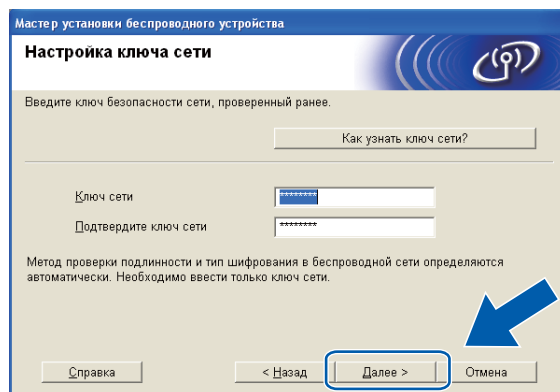 Мастер установки беспроводного устройства
Настройка ключа сети
Введите ключ безопасности сети, проверенный ранее.
Как узнать ключ сети?
Ключ сети ********
Подтвердите ключ сети ********
Метод проверки подлинности и тип шифрования в беспроводной сети определяются
автоматически. Необходимо ввести только ключ сети.
Справка < Назад Далее > Отмена